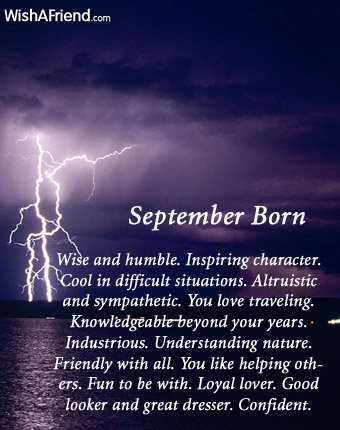 WishAFriend.com
September Born
Wise and humble. Inspiring character.
Cool in difficult situations. Altruistic
and sympathetic. You love traveling.
Knowledgeable beyond your years.
Industrious. Understanding nature.
Friendly with all. You like helping oth-
ers. Fun to be with. Loyal lover. Good
looker and great dresser. Confident.